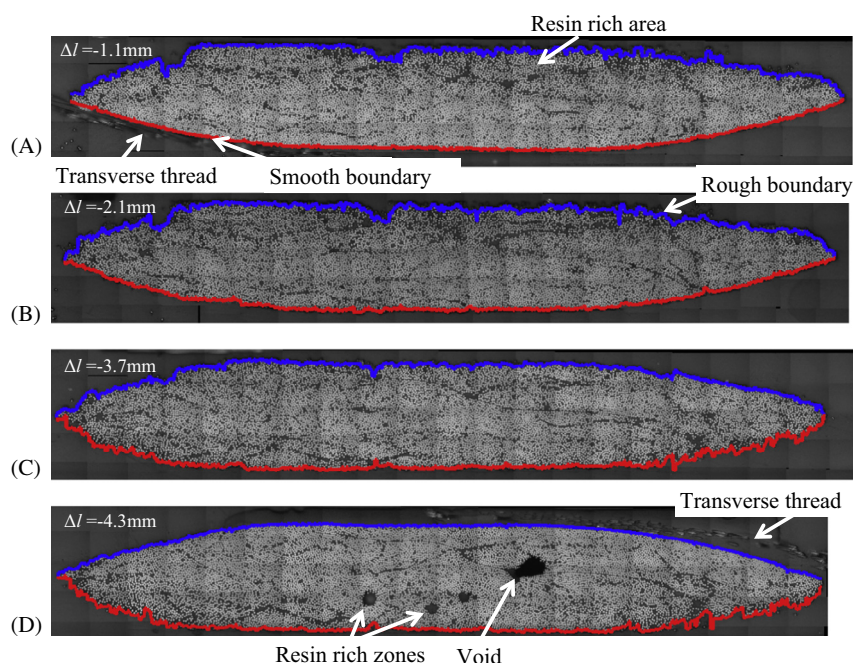 Resin rich area
Δl=-1.1mm
(A)
Transverse thread
Smooth boundary
Rough boundary
Δl=-2.1mm
(B)
Δl=-3.7mm
(C)
Transverse thread
Δl=-4.3mm
(D)
Resin rich zones
Void